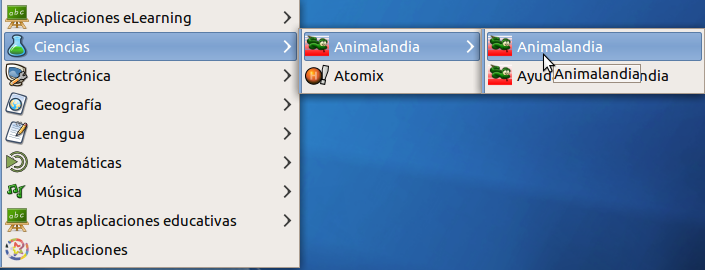 Aplicaciones eLearning
Ciencias
Electrónica
Geografía
Lengua
Matemáticas
Música
Otras aplicaciones educativas
+Aplicaciones
Animalandia
Atomix
Animalandia
Ayud
ndia
Animalandia